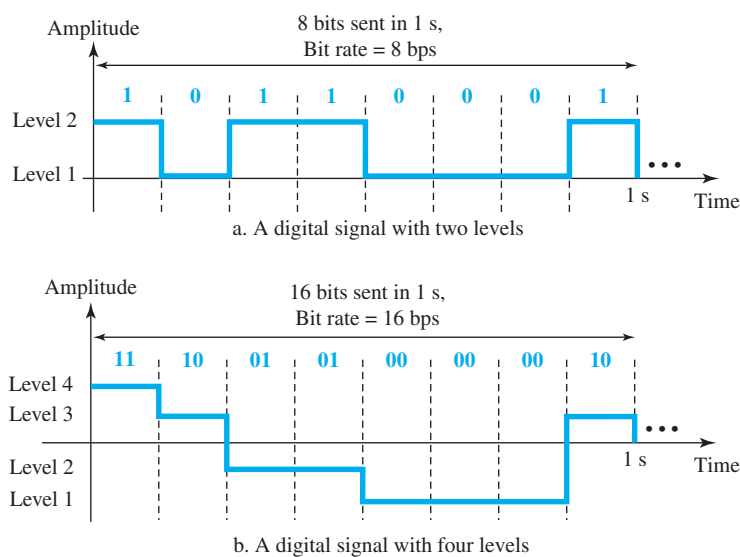 8 bits sent in 1 s,
Amplitude
Bit rate = 8 bps
1 0 1 1 0 0 0 1
Level 2
Level 1
1 s
Time
a. A digital signal with two levels
Amplitude
16 bits sent in 1 s,
Bit rate = 16 bps
11 10 01 01 00 00 00 10
Level 4
Level 3
Level 2
1 s
Time
Level 1
b. A digital signal with four levels